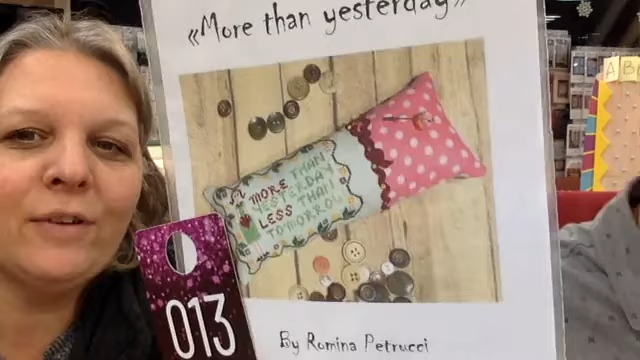 «More than yesterday»
MORE THAN
YESTERDAY
LESS THAN
TOMORROW
013
By Romina Petrucci
A B